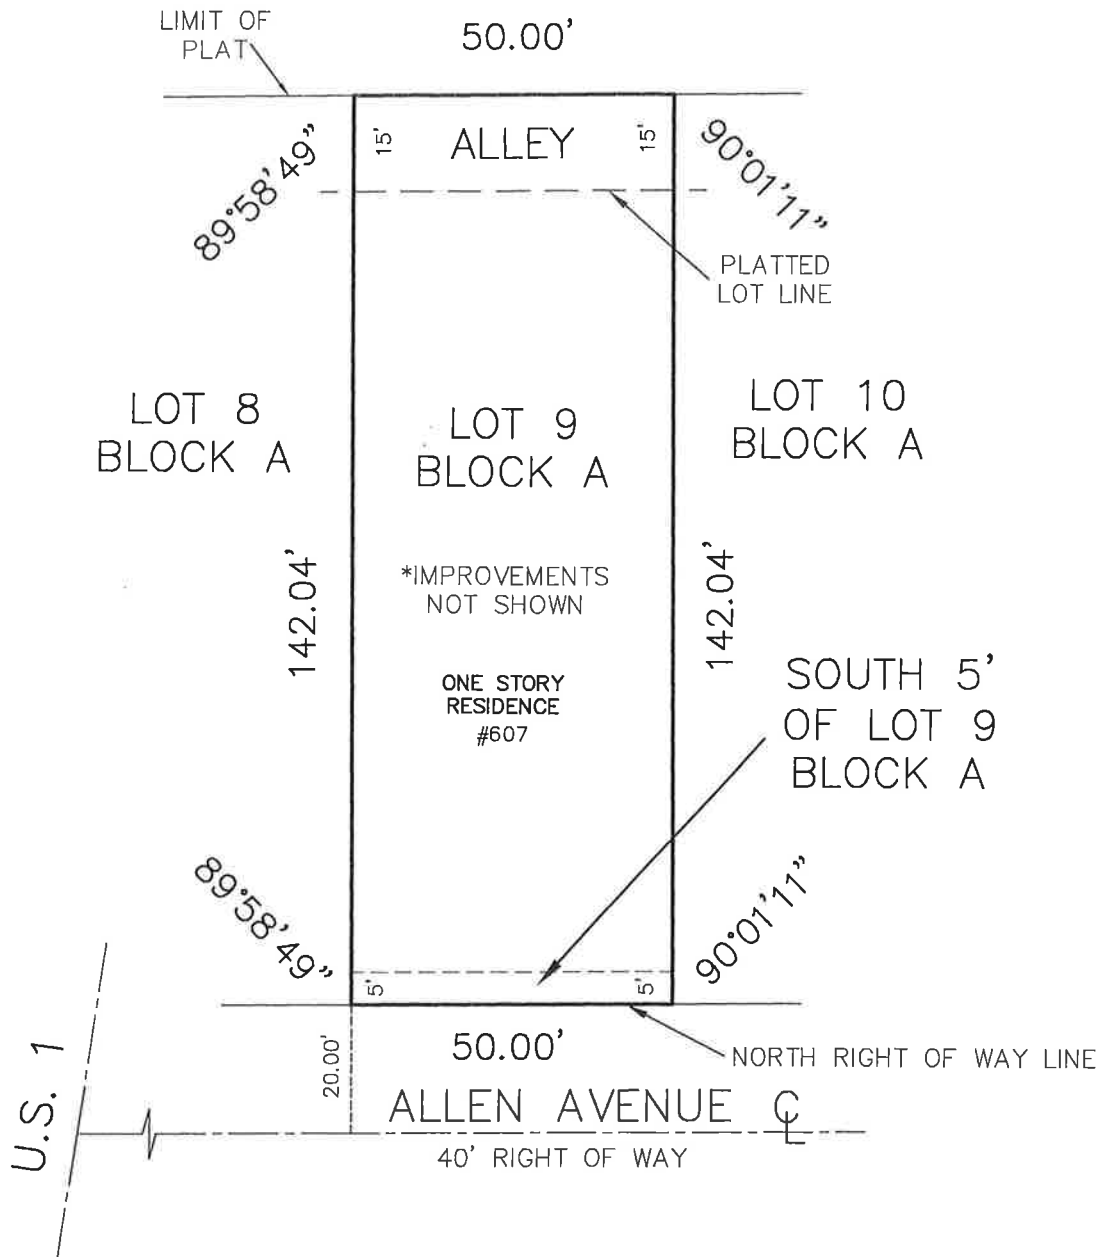 LIMIT OF
PLAT
50.00'
15'
ALLEY
15'
89°58'49"
90°01'11"
PLATTED
LOT LINE
LOT 8
BLOCK A
LOT 9
BLOCK A
LOT 10
BLOCK A
142.04'
*IMPROVEMENTS
NOT SHOWN
142.04'
ONE STORY
RESIDENCE
#607
SOUTH 5'
OF LOT 9
BLOCK A
89°58'49"
90°01'11"
5'
5'
20.00'
50.00'
NORTH RIGHT OF WAY LINE
U.S. 1
ALLEN AVENUE ℄
40' RIGHT OF WAY